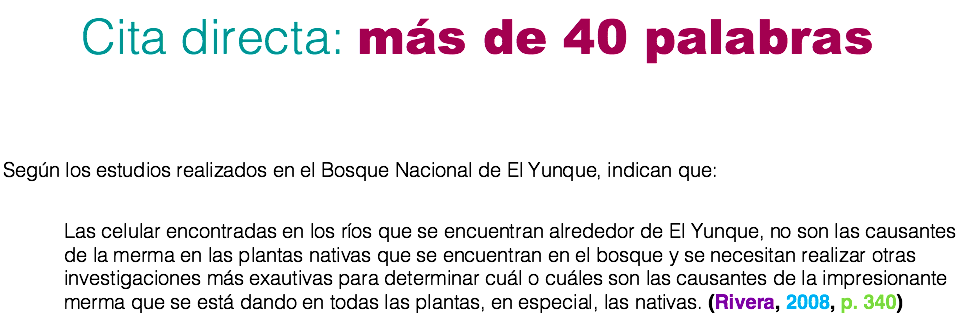 Cita directa: más de 40 palabras
Según los estudios realizados en el Bosque Nacional de El Yunque, indican que:
Las celular encontradas en los ríos que se encuentran alrededor de El Yunque, no son las causantes
de la merma en las plantas nativas que se encuentran en el bosque y se necesitan realizar otras
investigaciones más exautivas para determinar cuál o cuáles son las causantes de la impresionante
merma que se está dando en todas las plantas, en especial, las nativas. (Rivera, 2008, p. 340)